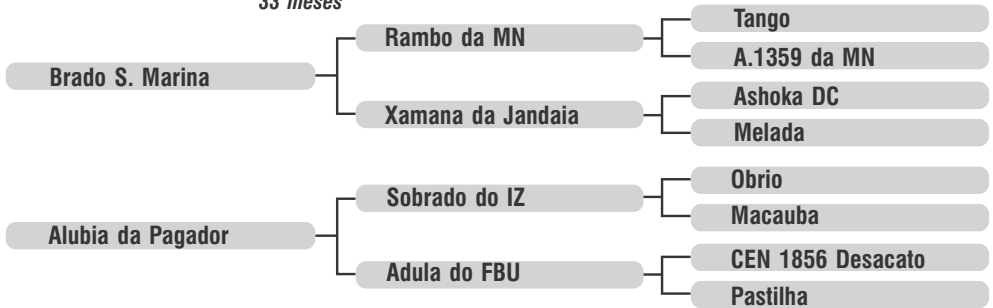 33 meses
Tango
Rambo da MN
A.1359 da MN
Brado S. Marina
Ashoka DC
Xamana da Jandaia
Melada
Obrio
Sobrado do IZ
Macauba
Alubia da Pagador
CEN 1856 Desacato
Adula do FBU
Pastilha